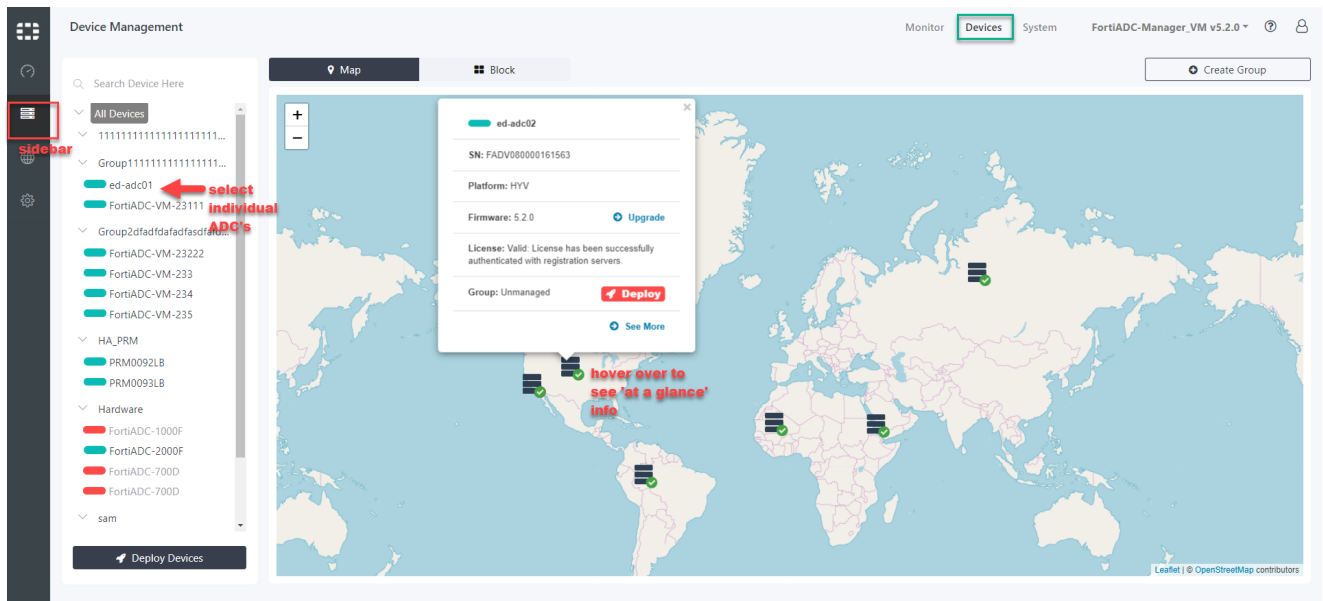 Device Management
Monitor
Devices
System
FortiADC-Manager_VM v5.2.0
Search Device Here
All Devices
Group1111111111111111...
ed-adc01
FortiADC-VM-23111
FortiADC-VM-23222
FortiADC-VM-233
FortiADC-VM-234
FortiADC-VM-235
HA_PRM
PRM0092LB
PRM0093LB
Hardware
FortiADC-1000F
FortiADC-2000F
FortiADC-700D
FortiADC-700D
sam
Deploy Devices
sidebar
select
individual
ADC's
Map
Block
Create Group
+
−
×
ed-adc02
SN: FADV080000161563
Platform: HYV
Firmware: 5.2.0
Upgrade
License: Valid: License has been successfully
authenticated with registration servers.
Group: Unmanaged
Deploy
See More
hover over to
see 'at a glance'
info
Leaflet | © OpenStreetMap contributors